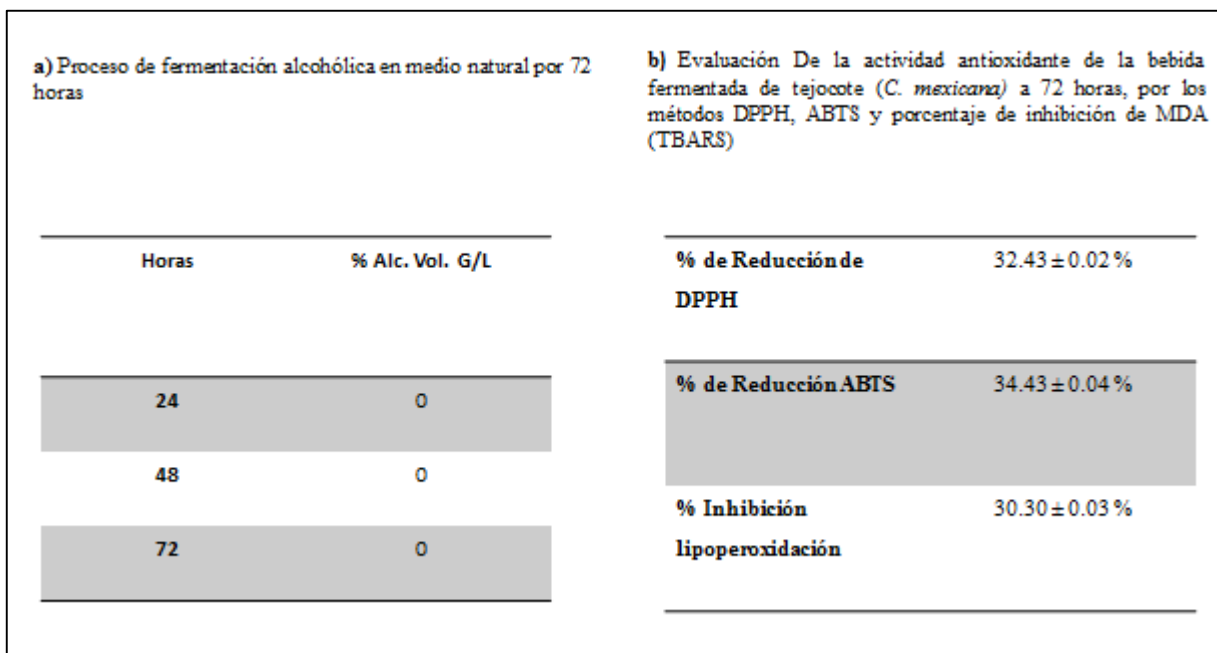 a) Proceso de fermentación alcohólica en medio natural por 72
horas
Horas % Alc. Vol. G/L
24 0
48 0
72 0
b) Evaluación De la actividad antioxidante de la bebida
fermentada de tejocote (C. mexicana) a 72 horas, por los
métodos DPPH, ABTS y porcentaje de inhibición de MDA
(TBARS)
% de Reducción de 32.43 ± 0.02 %
DPPH
% de Reducción ABTS 34.43 ± 0.04 %
% Inhibición 30.30 ± 0.03 %
lipoperoxidación